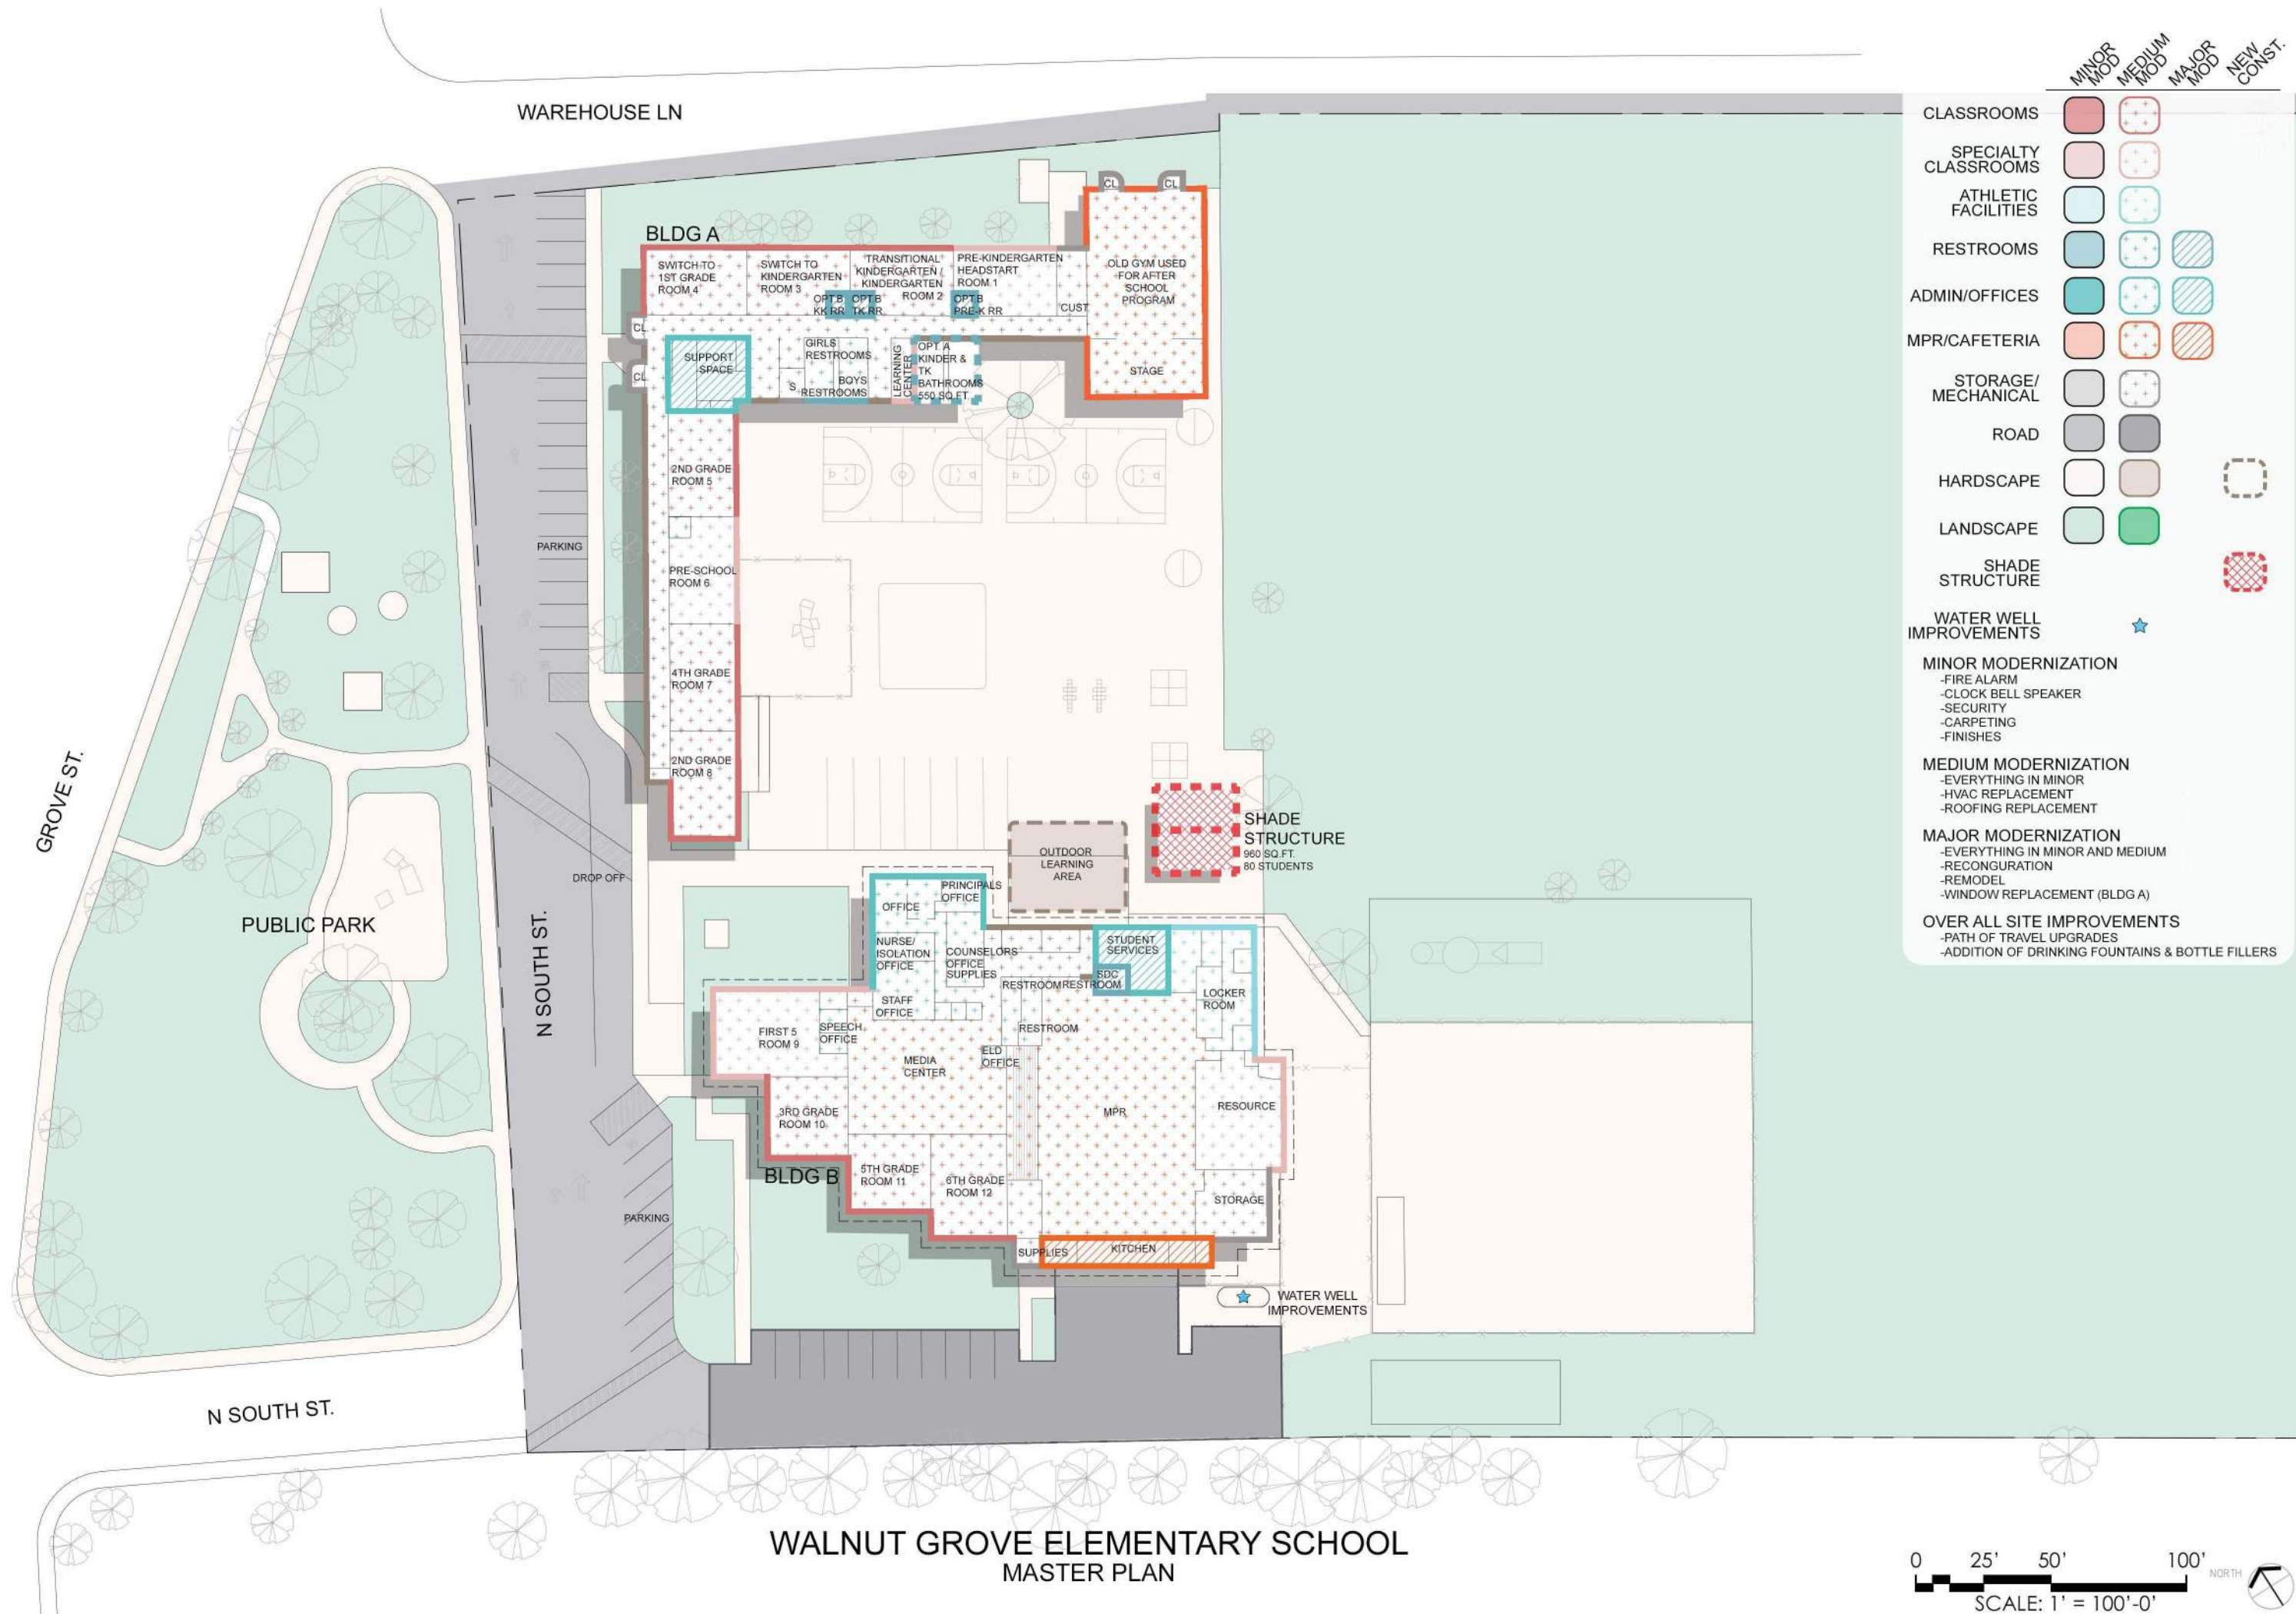 WAREHOUSE LN
BLDG A
CL
CL
SWITCH TO
1ST GRADE
ROOM 4
SWITCH TO
KINDERGARTEN
ROOM 3
TRANSITIONAL
KINDERGARTEN /
KINDERGARTEN
ROOM 2
PRE-KINDERGARTEN
HEADSTART
ROOM 1
OPT.B
KK RR
OPT.B
TK RR
OPT.B
PRE-K RR
CUST.
OLD GYM USED
FOR AFTER
SCHOOL
PROGRAM
STAGE
CL
CL
SUPPORT
SPACE
GIRLS
RESTROOMS
S
BOYS
RESTROOMS
LEARNING
CENTER
OPT. A
KINDER &
TK
BATHROOMS
550 SQ.FT.
2ND GRADE
ROOM 5
PARKING
PRE-SCHOOL
ROOM 6
4TH GRADE
ROOM 7
2ND GRADE
ROOM 8
GROVE ST.
PUBLIC PARK
DROP OFF
N SOUTH ST.
SHADE
STRUCTURE
960 SQ.FT.
80 STUDENTS
OUTDOOR
LEARNING
AREA
OFFICE
PRINCIPALS
OFFICE
NURSE/
ISOLATION
OFFICE
COUNSELORS
OFFICE
SUPPLIES
STUDENT
SERVICES
SDC
RESTROOM
RESTROOM
LOCKER
ROOM
STAFF
OFFICE
FIRST 5
ROOM 9
SPEECH
OFFICE
RESTROOM
ELD
OFFICE
MEDIA
CENTER
3RD GRADE
ROOM 10
MPR
RESOURCE
BLDG B
5TH GRADE
ROOM 11
6TH GRADE
ROOM 12
STORAGE
PARKING
SUPPLIES
KITCHEN
WATER WELL
IMPROVEMENTS
N SOUTH ST.
WALNUT GROVE ELEMENTARY SCHOOL
MASTER PLAN
MINOR
MOD
MEDIUM
MOD
MAJOR
MOD
NEW
CONST.
CLASSROOMS
SPECIALTY
CLASSROOMS
ATHLETIC
FACILITIES
RESTROOMS
ADMIN/OFFICES
MPR/CAFETERIA
STORAGE/
MECHANICAL
ROAD
HARDSCAPE
LANDSCAPE
SHADE
STRUCTURE
WATER WELL
IMPROVEMENTS
MINOR MODERNIZATION
-FIRE ALARM
-CLOCK BELL SPEAKER
-SECURITY
-CARPETING
-FINISHES
MEDIUM MODERNIZATION
-EVERYTHING IN MINOR
-HVAC REPLACEMENT
-ROOFING REPLACEMENT
MAJOR MODERNIZATION
-EVERYTHING IN MINOR AND MEDIUM
-RECONGURATION
-REMODEL
-WINDOW REPLACEMENT (BLDG A)
OVER ALL SITE IMPROVEMENTS
-PATH OF TRAVEL UPGRADES
-ADDITION OF DRINKING FOUNTAINS & BOTTLE FILLERS
0 25' 50' 100'
SCALE: 1' = 100'-0'
NORTH